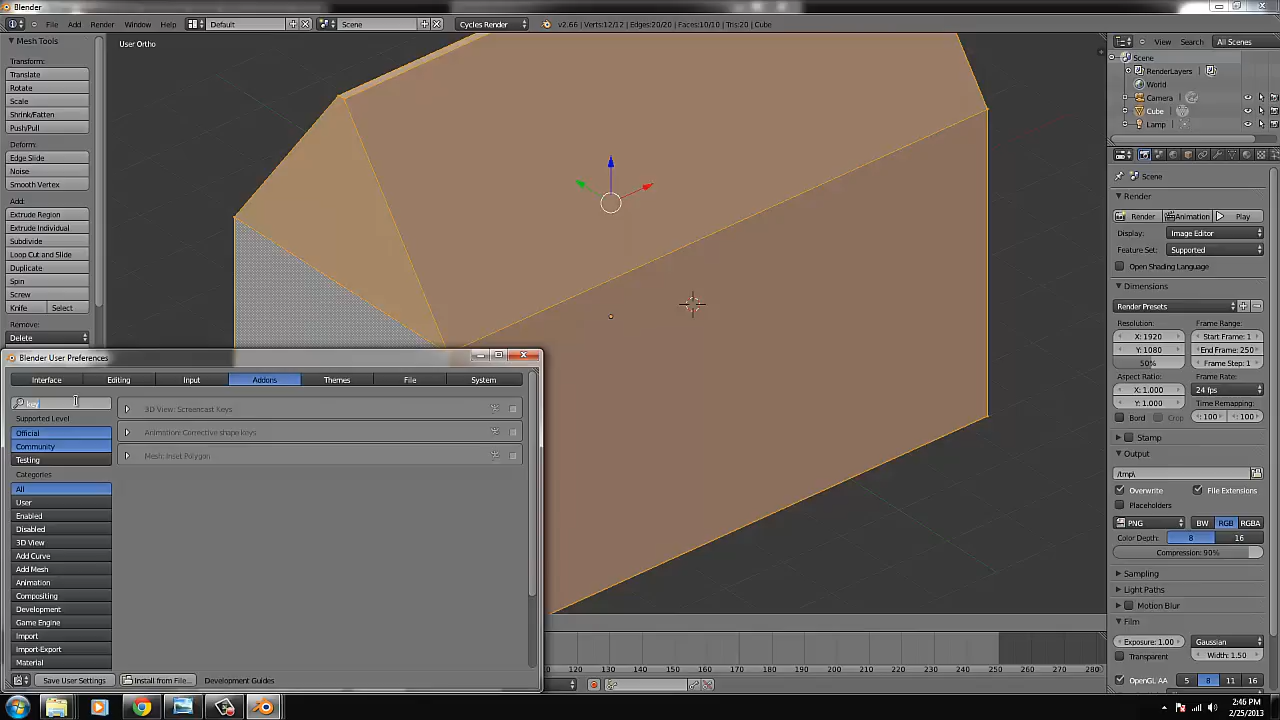 Blender
File Add Render Window Help Default Scene Cycles Render v2.66 | Verts:12/12 | Edges:20/20 | Faces:10/10 | Tris:20 | Cube
Mesh Tools
Transform:
Translate
Rotate
Scale
Shrink/Fatten
Push/Pull
Deform:
Edge Slide
Noise
Smooth Vertex
Add:
Extrude Region
Extrude Individual
Subdivide
Loop Cut and Slide
Duplicate
Spin
Screw
Knife Select
Remove:
Delete
User Ortho
View Search All Scenes
Scene
RenderLayers
World
Camera
Cube
Lamp
Scene
Render
Render Animation Play
Display: Image Editor
Feature Set: Supported
Open Shading Language
Dimensions
Render Presets
Resolution: Frame Range:
X: 1920 Start Frame: 1
Y: 1080 End Frame: 250
50% Frame Step: 1
Aspect Ratio: Frame Rate:
X: 1.000 24 fps
Y: 1.000 Time Remapping:
Bord Crop 100 100
Stamp
Output
/tmp\
Overwrite File Extensions
Placeholders
PNG BW RGB RGBA
Color Depth: 8 16
Compression: 90%
Sampling
Light Paths
Motion Blur
Film
Exposure: 1.00 Gaussian
Transparent Width: 1.50
OpenGL AA 5 8 11 16
Blender User Preferences
Interface Editing Input Addons Themes File System
key
Supported Level
Official
Community
Testing
Categories
All
User
Enabled
Disabled
3D View
Add Curve
Add Mesh
Animation
Compositing
Development
Game Engine
Import
Import-Export
Material
3D View: Screencast Keys
Animation: Corrective shape keys
Mesh: Inset Polygon
Save User Settings Install from File... Development Guides
110 120 130 140 150 160 170 180 190 200 210 220 230 240 250 260 270 280
2:46 PM
2/25/2013